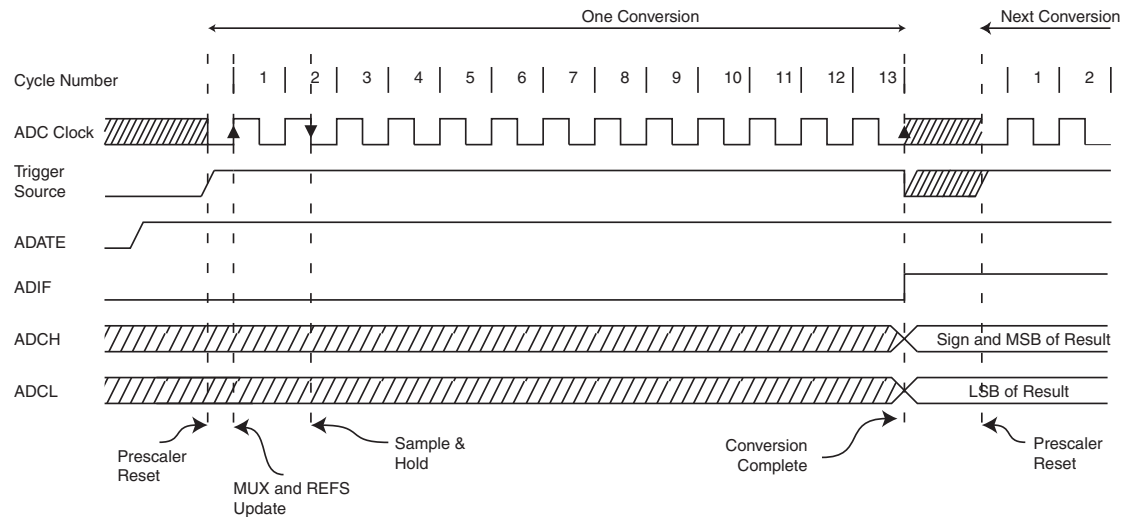 One Conversion
Next Conversion
Cycle Number
1 2 3 4 5 6 7 8 9 10 11 12 13 1 2
ADC Clock
Trigger
Source
ADATE
ADIF
ADCH
Sign and MSB of Result
ADCL
LSB of Result
Prescaler
Reset
MUX and REFS
Update
Sample &
Hold
Conversion
Complete
Prescaler
Reset